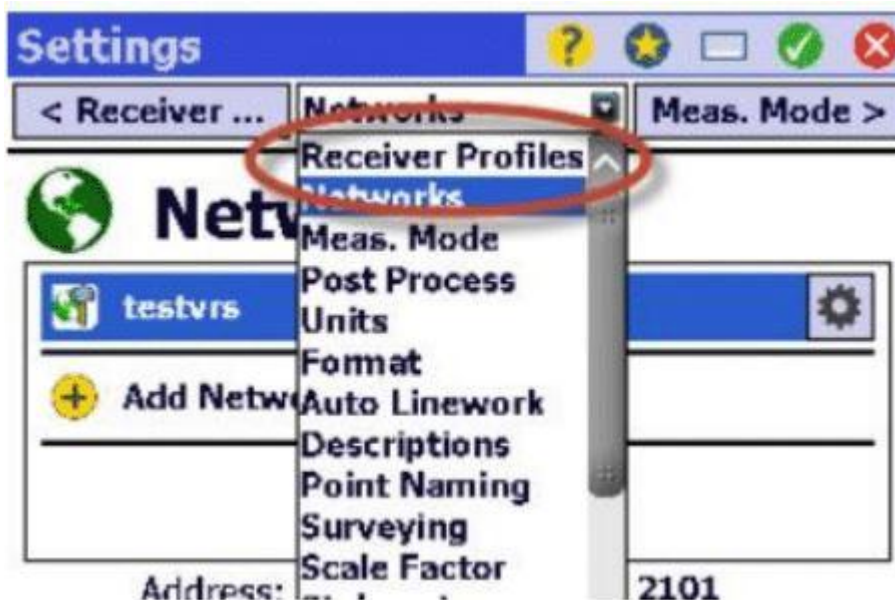 Settings
< Receiver ... Networks Meas. Mode >
Receiver Profiles
Networks
Meas. Mode
Post Process
testvrs
Units
Format
Add Netw
Auto Linework
Descriptions
Point Naming
Surveying
Scale Factor
Address: 2101